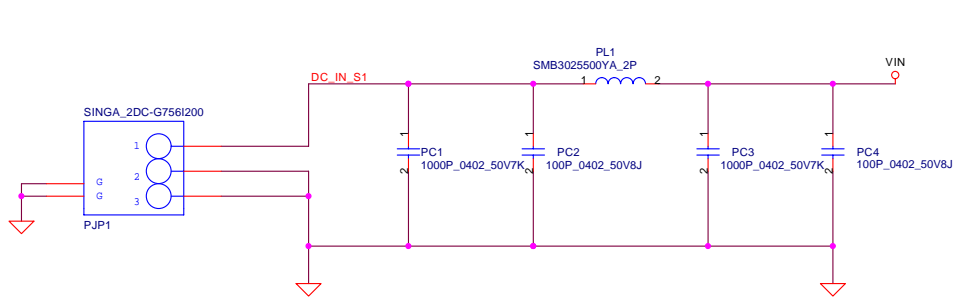 PL1
SMB3025500YA_2P
VIN
DC_IN_S1
1
2
SINGA_2DC-G756I200
1
2
3
G
G
PJP1
1
PC1
1000P_0402_50V7K
2
1
PC2
100P_0402_50V8J
2
1
PC3
1000P_0402_50V7K
2
1
PC4
100P_0402_50V8J
2